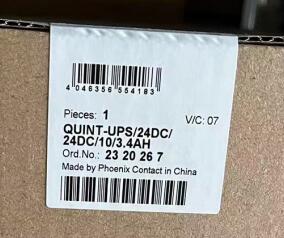 4 046356 554183
Pieces: 1 V/C: 07
QUINT-UPS/24DC/
24DC/10/3.4AH
Ord.No.: 23 20 26 7
Made by Phoenix Contact in China